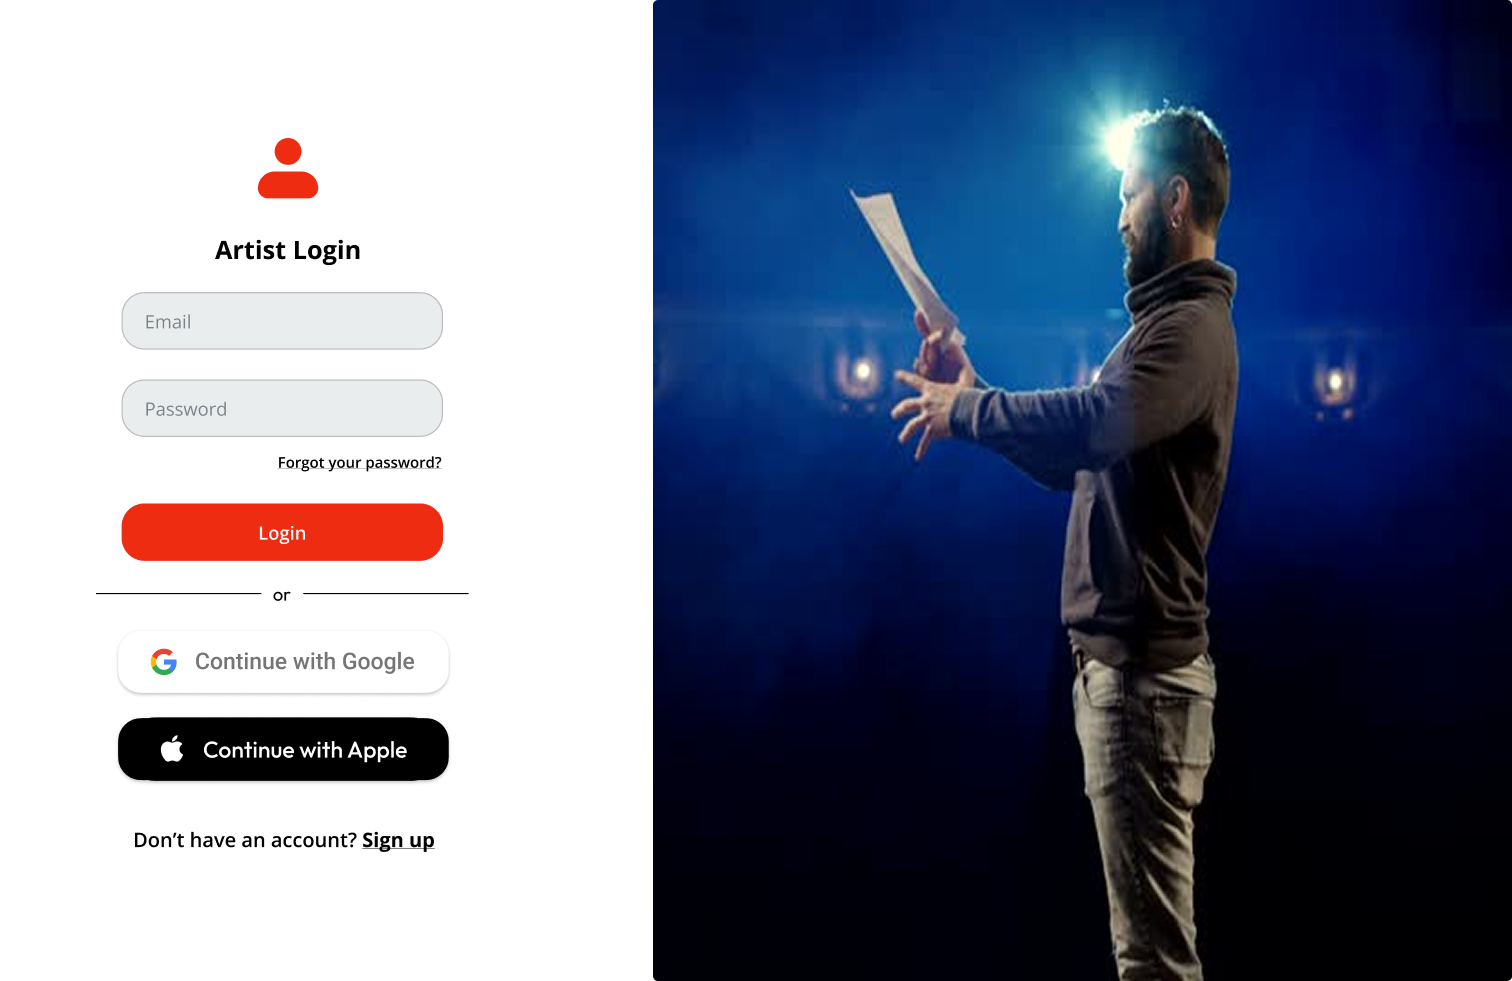 Artist Login
Email
Password
Forgot your password?
Login
or
Continue with Google
Continue with Apple
Don’t have an account? Sign up